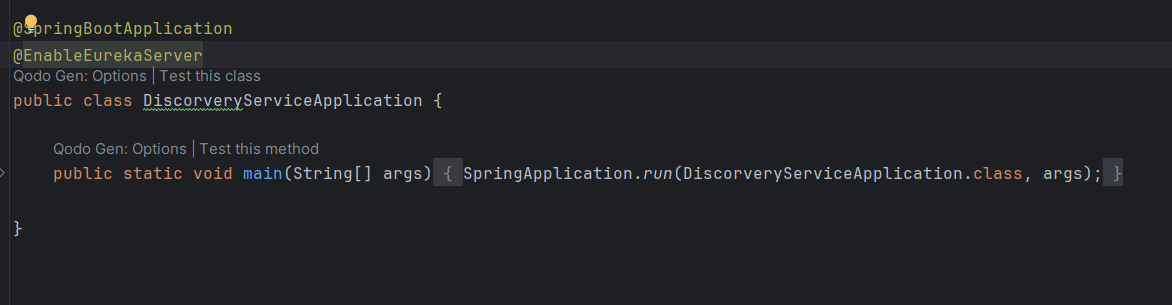 @SpringBootApplication
@EnableEurekaServer
Qodo Gen: Options | Test this class
public class DiscorveryServiceApplication {
Qodo Gen: Options | Test this method
public static void main(String[] args) { SpringApplication.run(DiscorveryServiceApplication.class, args); }
}